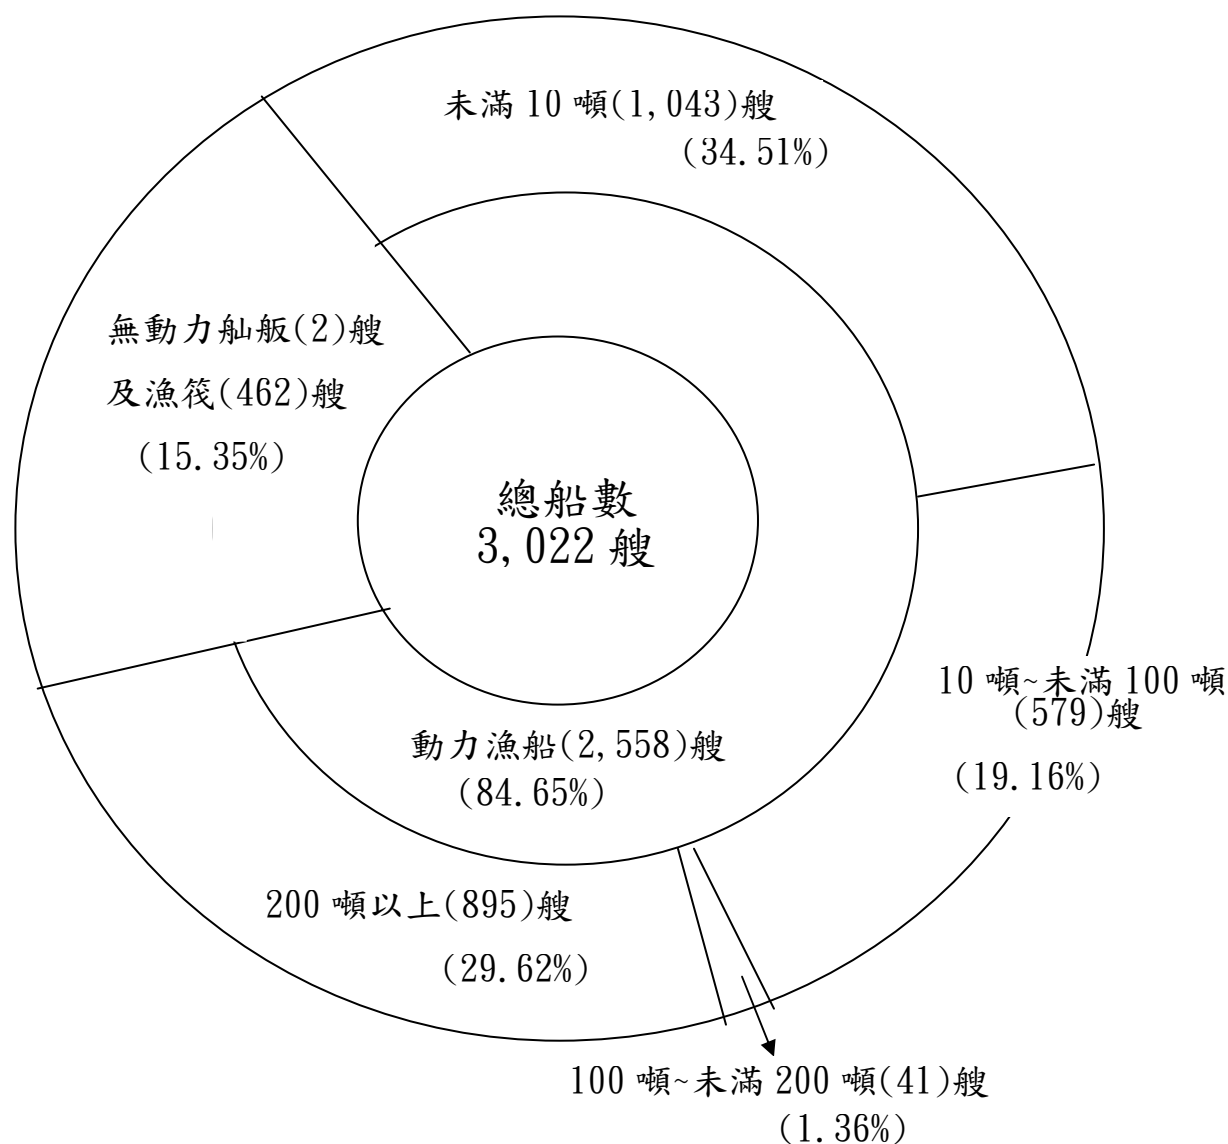 未滿 10 噸(1,043)艘
(34.51%)
無動力舢舨(2)艘
及漁筏(462)艘
(15.35%)
總船數
3,022 艘
10 噸~未滿 100 噸
(579)艘
(19.16%)
動力漁船(2,558)艘
(84.65%)
200 噸以上(895)艘
(29.62%)
100 噸~未滿 200 噸(41)艘
(1.36%)